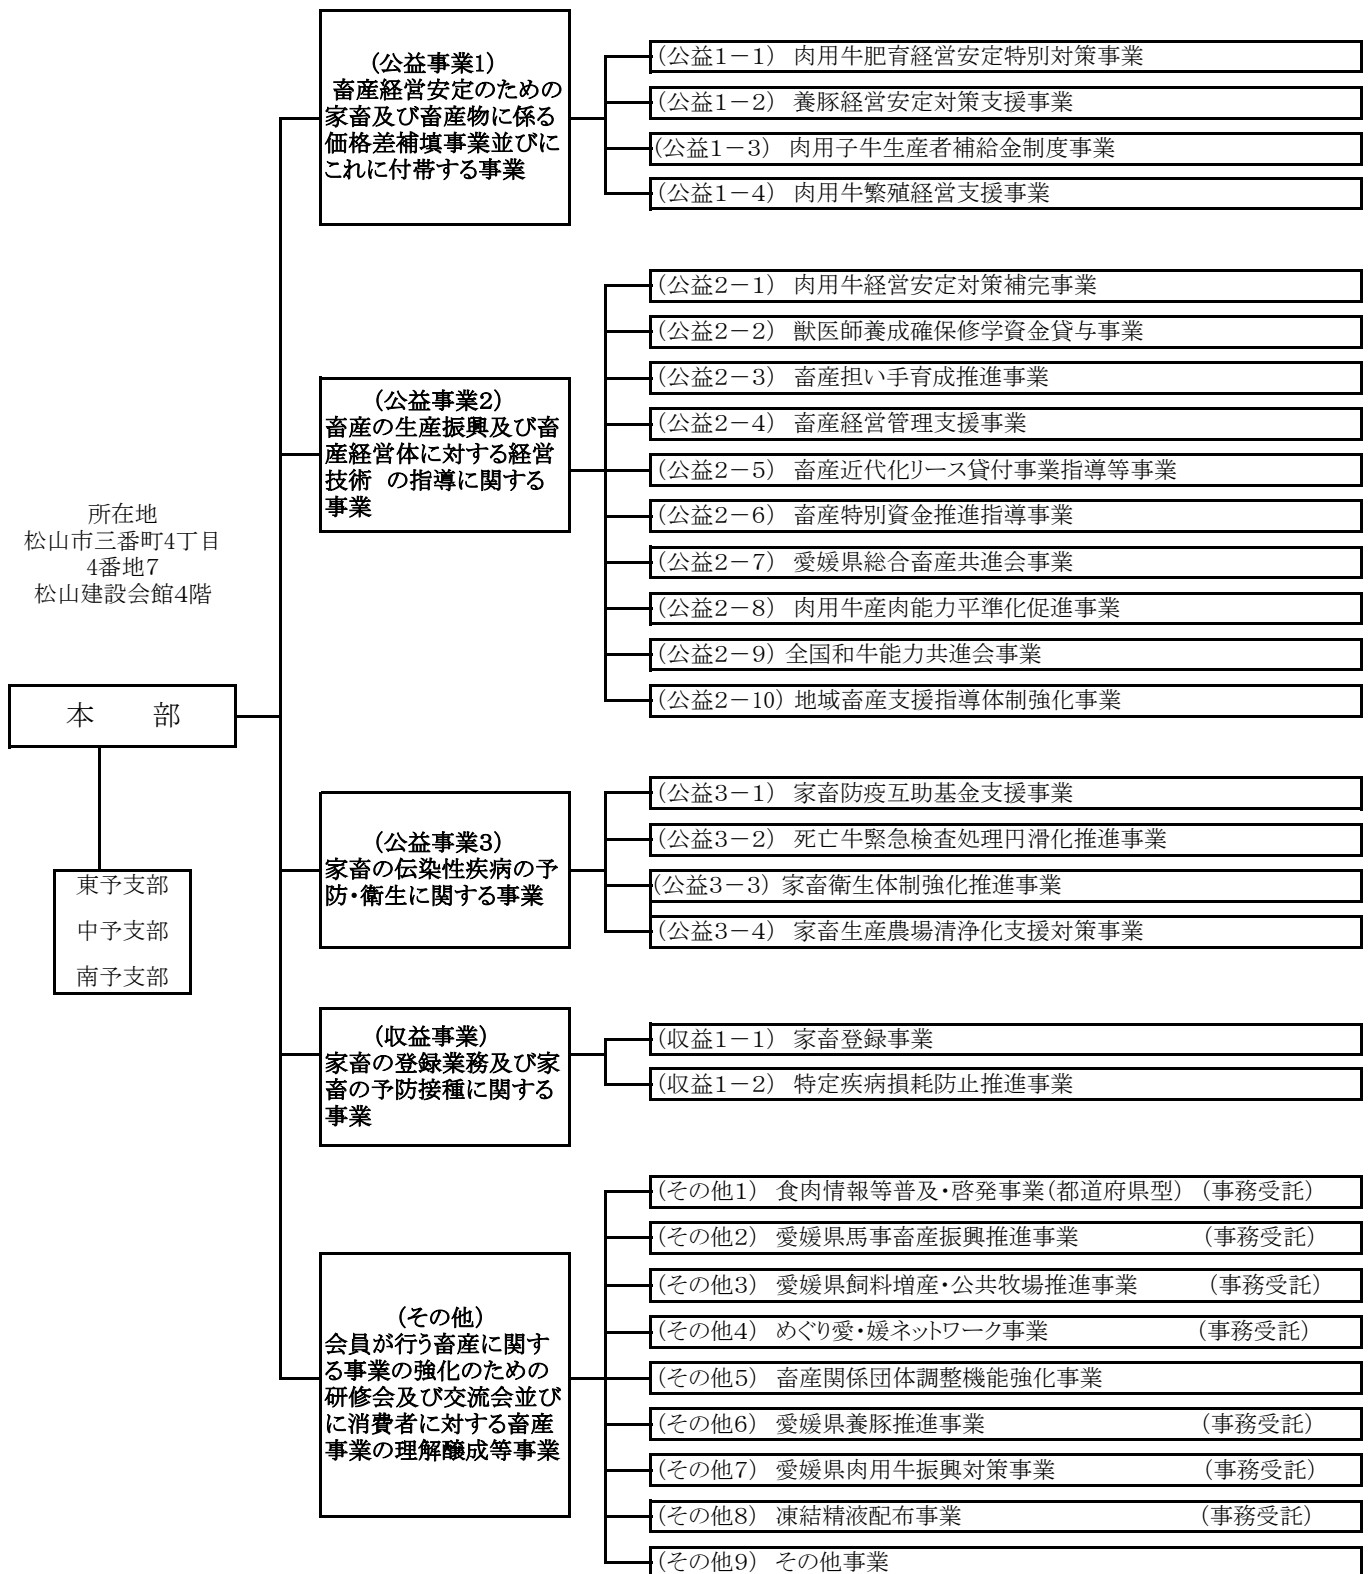 所在地
松山市三番町4丁目
4番地7
松山建設会館4階
本　部
東予支部
中予支部
南予支部
(公益事業1)
畜産経営安定のための
家畜及び畜産物に係る
価格差補填事業並びに
これに付帯する事業
(公益1-1) 肉用牛肥育経営安定特別対策事業
(公益1-2) 養豚経営安定対策支援事業
(公益1-3) 肉用子牛生産者補給金制度事業
(公益1-4) 肉用牛繁殖経営支援事業
(公益事業2)
畜産の生産振興及び畜
産経営体に対する経営
技術　の指導に関する
事業
(公益2-1) 肉用牛経営安定対策補完事業
(公益2-2) 獣医師養成確保修学資金貸与事業
(公益2-3) 畜産担い手育成推進事業
(公益2-4) 畜産経営管理支援事業
(公益2-5) 畜産近代化リース貸付事業指導等事業
(公益2-6) 畜産特別資金推進指導事業
(公益2-7) 愛媛県総合畜産共進会事業
(公益2-8) 肉用牛産肉能力平準化促進事業
(公益2-9) 全国和牛能力共進会事業
(公益2-10) 地域畜産支援指導体制強化事業
(公益事業3)
家畜の伝染性疾病の予
防・衛生に関する事業
(公益3-1) 家畜防疫互助基金支援事業
(公益3-2) 死亡牛緊急検査処理円滑化推進事業
(公益3-3) 家畜衛生体制強化推進事業
(公益3-4) 家畜生産農場清浄化支援対策事業
(収益事業)
家畜の登録業務及び家
畜の予防接種に関する
事業
(収益1-1) 家畜登録事業
(収益1-2) 特定疾病損耗防止推進事業
(その他)
会員が行う畜産に関す
る事業の強化のための
研修会及び交流会並び
に消費者に対する畜産
事業の理解醸成等事業
(その他1) 食肉情報等普及・啓発事業(都道府県型) (事務受託)
(その他2) 愛媛県馬事畜産振興推進事業 (事務受託)
(その他3) 愛媛県飼料増産・公共牧場推進事業 (事務受託)
(その他4) めぐり愛・媛ネットワーク事業 (事務受託)
(その他5) 畜産関係団体調整機能強化事業
(その他6) 愛媛県養豚推進事業 (事務受託)
(その他7) 愛媛県肉用牛振興対策事業 (事務受託)
(その他8) 凍結精液配布事業 (事務受託)
(その他9) その他事業